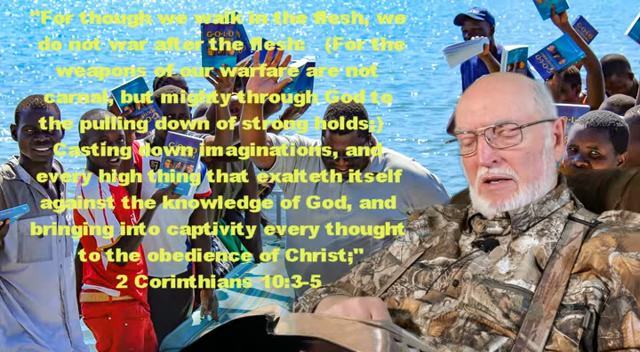 "For though we walk in the flesh, we
do not war after the flesh: (For the
weapons of our warfare are not
carnal, but mighty through God to
the pulling down of strong holds;)
Casting down imaginations, and
every high thing that exalteth itself
against the knowledge of God, and
bringing into captivity every thought
to the obedience of Christ;"
2 Corinthians 10:3-5